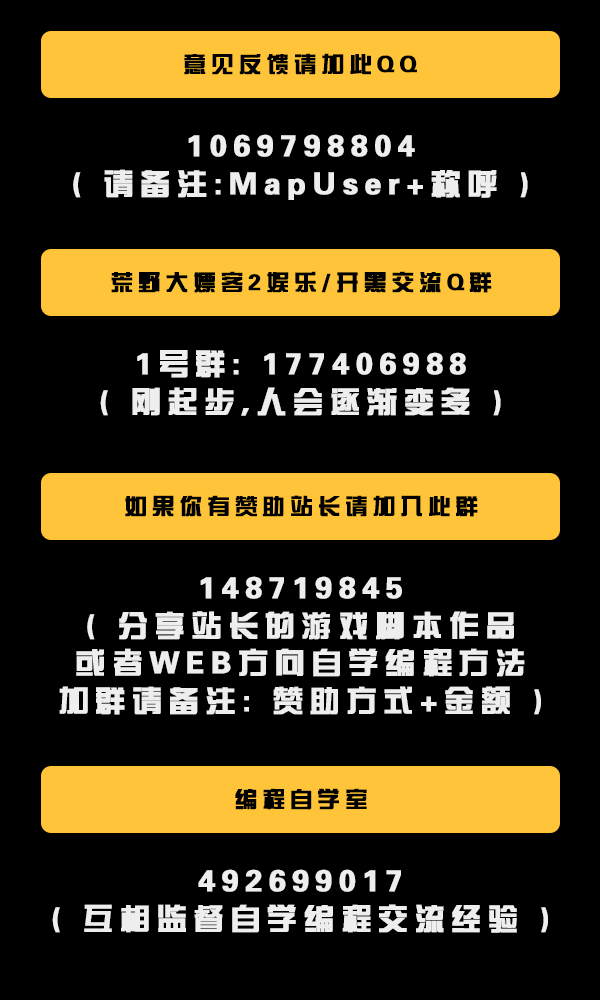 意见反馈请加此QQ
1069798804
( 请备注:MapUser+称呼 )
荒野大嫖客2娱乐/开黑交流Q群
1号群: 177406988
( 刚起步,人会逐渐变多 )
如果你有赞助站长请加入此群
148719845
( 分享站长的游戏脚本作品
或者WEB方向自学编程方法
加群请备注: 赞助方式+金额 )
编程自学室
492699017
( 互相监督自学编程交流经验 )